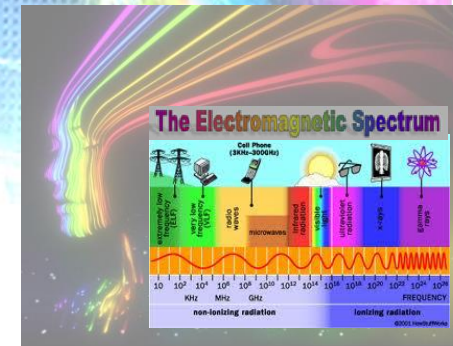 The Electromagnetic Spectrum
Cell Phone
(3KHz–300GHz)
extremely low
frequency
(ELF)
very low
frequency
(VLF)
radio
waves
microwaves
infrared
radiation
visible
light
ultraviolet
radiation
x-rays
gamma
rays
10 10² 10⁴ 10⁶ 10⁸ 10¹⁰ 10¹² 10¹⁴ 10¹⁶ 10¹⁸ 10²⁰ 10²² 10²⁴ 10²⁶
KHz MHz GHz FREQUENCY
non-ionizing radiation ionizing radiation
©2001 HowStuffWorks